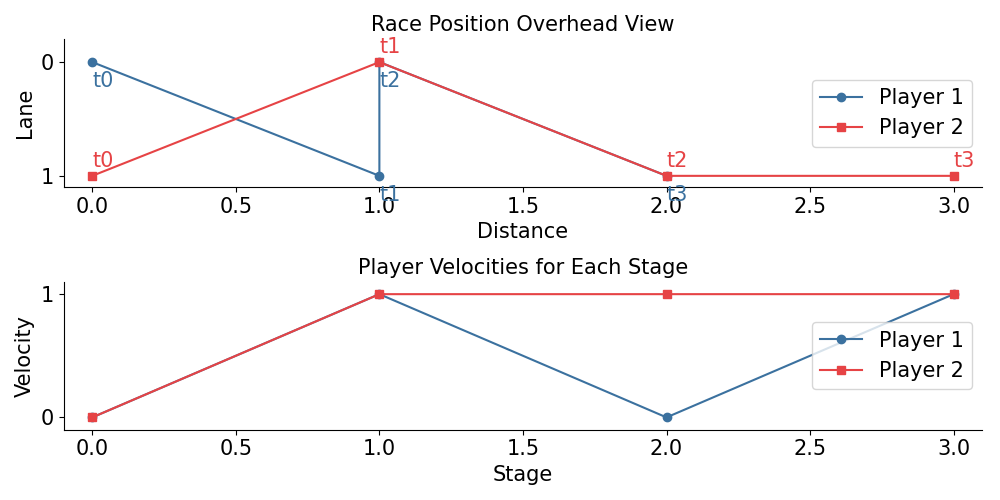 Race Position Overhead View
t1
0
t0
t2
Player 1
Lane
Player 2
t0
t2
t3
1
t1
t3
0.0
0.5
1.0
1.5
2.0
2.5
3.0
Distance
Player Velocities for Each Stage
1
Velocity
Player 1
Player 2
0
0.0
0.5
1.0
1.5
2.0
2.5
3.0
Stage